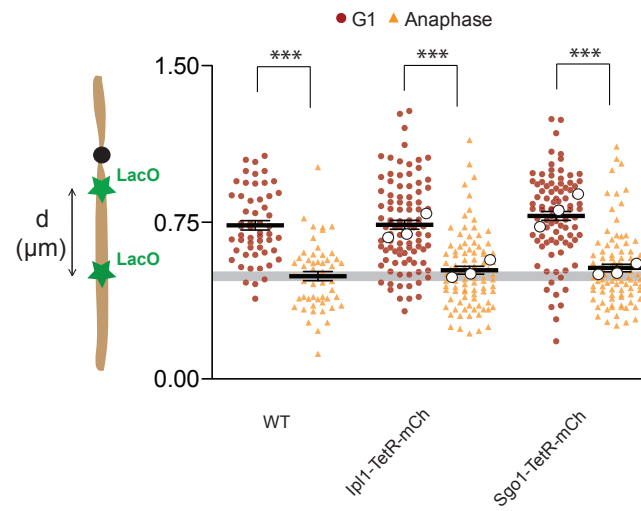 G1 Anaphase
*** *** ***
1.50
LacO
d
(μm)
0.75
LacO
0.00
WT
Ipl1-TetR-mCh
Sgo1-TetR-mCh